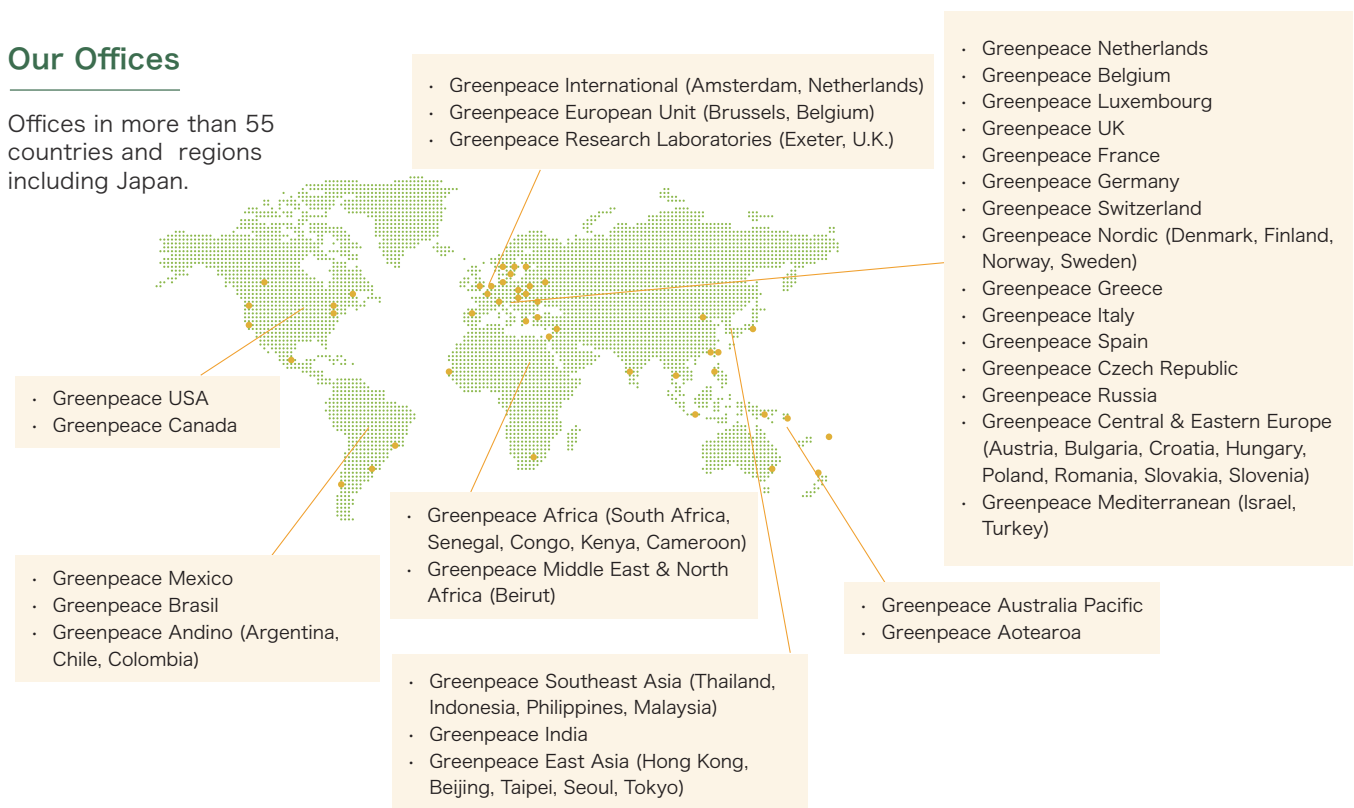 Our Offices
Offices in more than 55
countries and regions
including Japan.
· Greenpeace International (Amsterdam, Netherlands)
· Greenpeace European Unit (Brussels, Belgium)
· Greenpeace Research Laboratories (Exeter, U.K.)
· Greenpeace Netherlands
· Greenpeace Belgium
· Greenpeace Luxembourg
· Greenpeace UK
· Greenpeace France
· Greenpeace Germany
· Greenpeace Switzerland
· Greenpeace Nordic (Denmark, Finland,
Norway, Sweden)
· Greenpeace Greece
· Greenpeace Italy
· Greenpeace Spain
· Greenpeace Czech Republic
· Greenpeace Russia
· Greenpeace Central & Eastern Europe
(Austria, Bulgaria, Croatia, Hungary,
Poland, Romania, Slovakia, Slovenia)
· Greenpeace Mediterranean (Israel,
Turkey)
· Greenpeace USA
· Greenpeace Canada
· Greenpeace Mexico
· Greenpeace Brasil
· Greenpeace Andino (Argentina,
Chile, Colombia)
· Greenpeace Africa (South Africa,
Senegal, Congo, Kenya, Cameroon)
· Greenpeace Middle East & North
Africa (Beirut)
· Greenpeace Southeast Asia (Thailand,
Indonesia, Philippines, Malaysia)
· Greenpeace India
· Greenpeace East Asia (Hong Kong,
Beijing, Taipei, Seoul, Tokyo)
· Greenpeace Australia Pacific
· Greenpeace Aotearoa